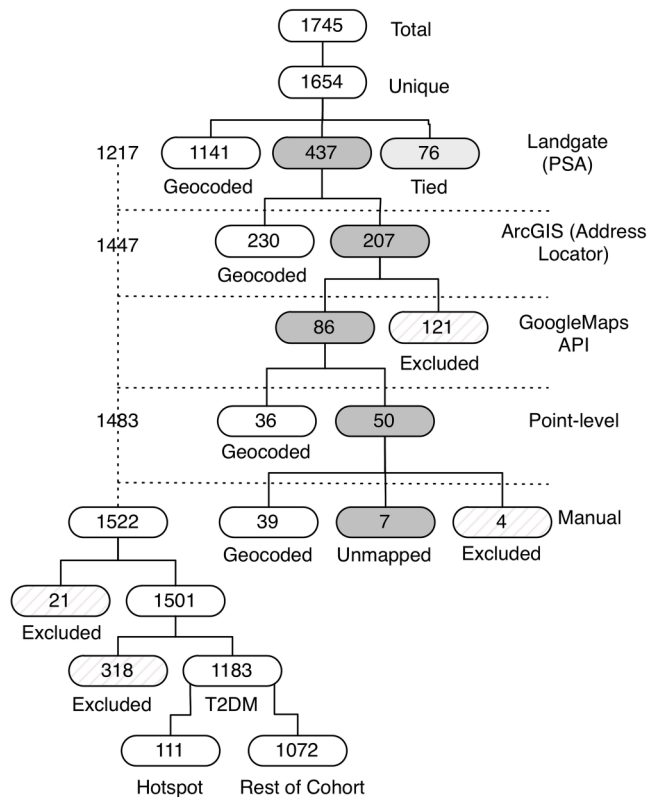 1745 Total
1654 Unique
1217 1141 437 76 Landgate
(PSA)
Geocoded Tied
1447 230 207 ArcGIS (Address
Locator)
Geocoded
86 121 GoogleMaps
API
Excluded
1483 36 50 Point-level
Geocoded
1522 39 7 4 Manual
Geocoded Unmapped Excluded
21 1501
Excluded
318 1183
Excluded T2DM
111 1072
Hotspot Rest of Cohort